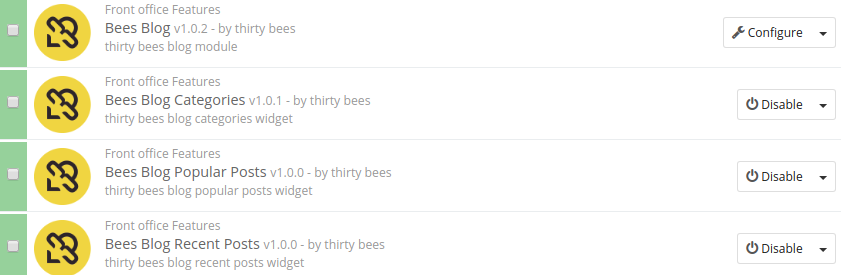 Front office Features
Bees Blog v1.0.2 - by thirty bees
thirty bees blog module
Configure
Front office Features
Bees Blog Categories v1.0.1 - by thirty bees
thirty bees blog categories widget
Disable
Front office Features
Bees Blog Popular Posts v1.0.0 - by thirty bees
thirty bees blog popular posts widget
Disable
Front office Features
Bees Blog Recent Posts v1.0.0 - by thirty bees
thirty bees blog recent posts widget
Disable